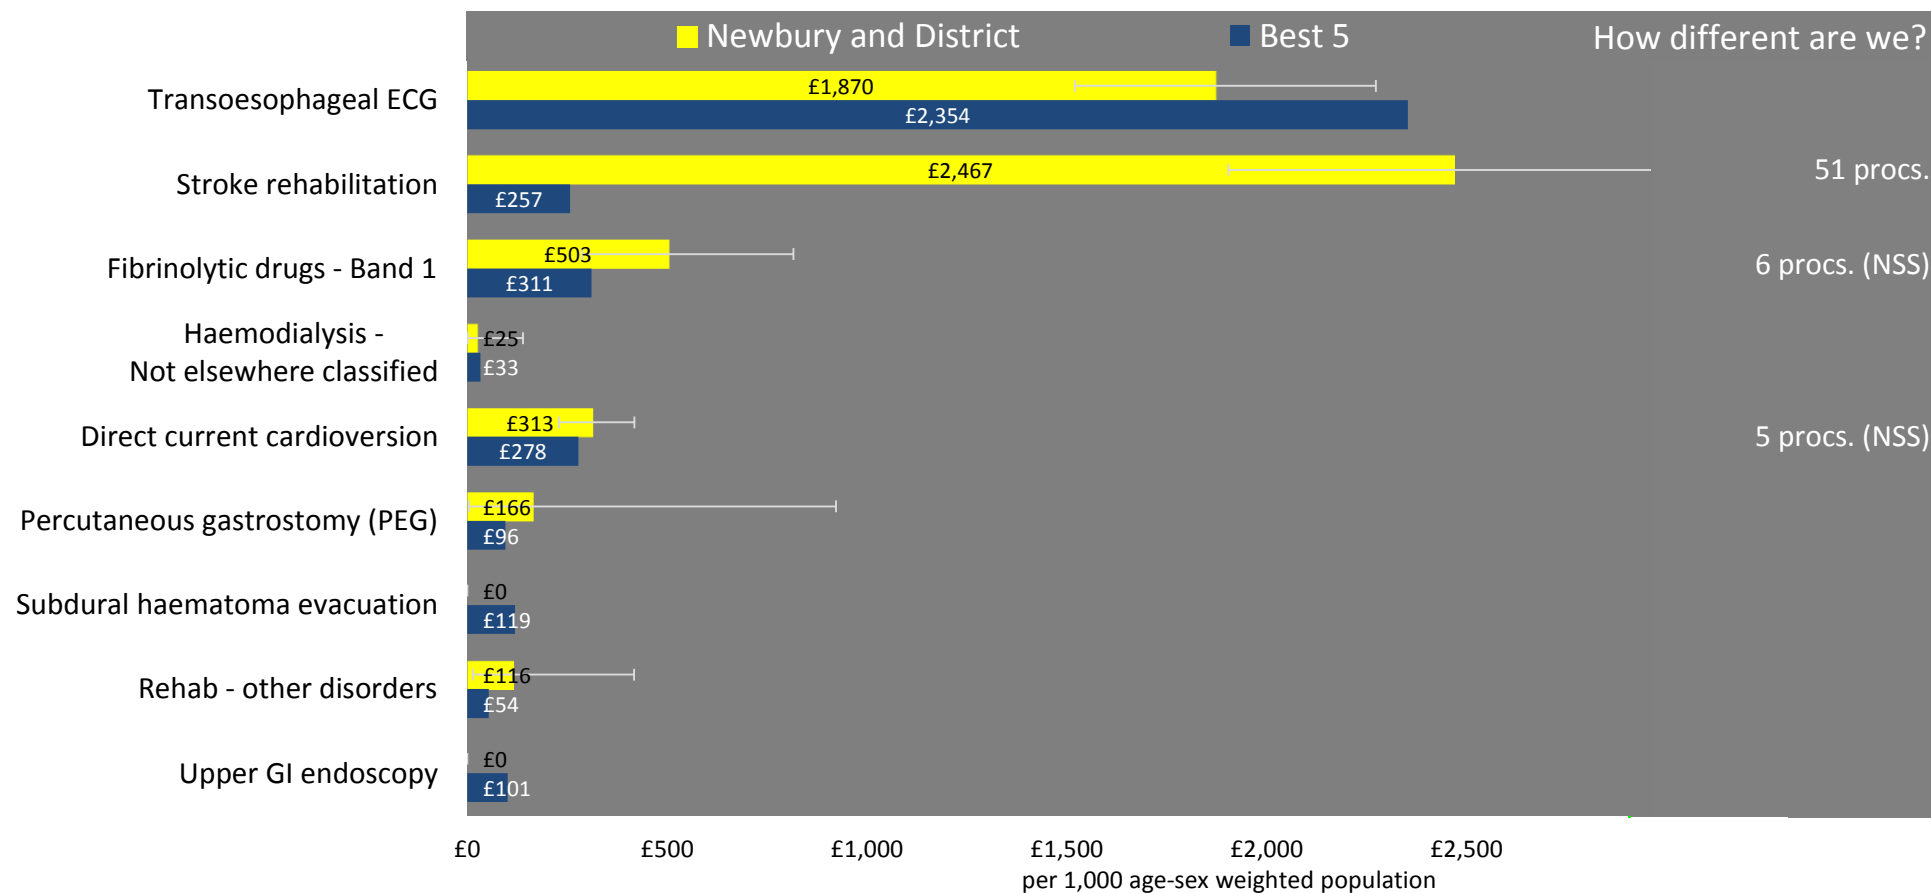 Newbury and District Best 5 How different are we?
Transoesophageal ECG £1,870
£2,354
Stroke rehabilitation £2,467 51 procs.
£257
Fibrinolytic drugs - Band 1 £503 6 procs. (NSS)
£311
Haemodialysis -
Not elsewhere classified £25
£33
Direct current cardioversion £313 5 procs. (NSS)
£278
Percutaneous gastrostomy (PEG) £166
£96
Subdural haematoma evacuation £0
£119
Rehab - other disorders £116
£54
Upper GI endoscopy £0
£101
£0 £500 £1,000 £1,500 £2,000 £2,500
per 1,000 age-sex weighted population